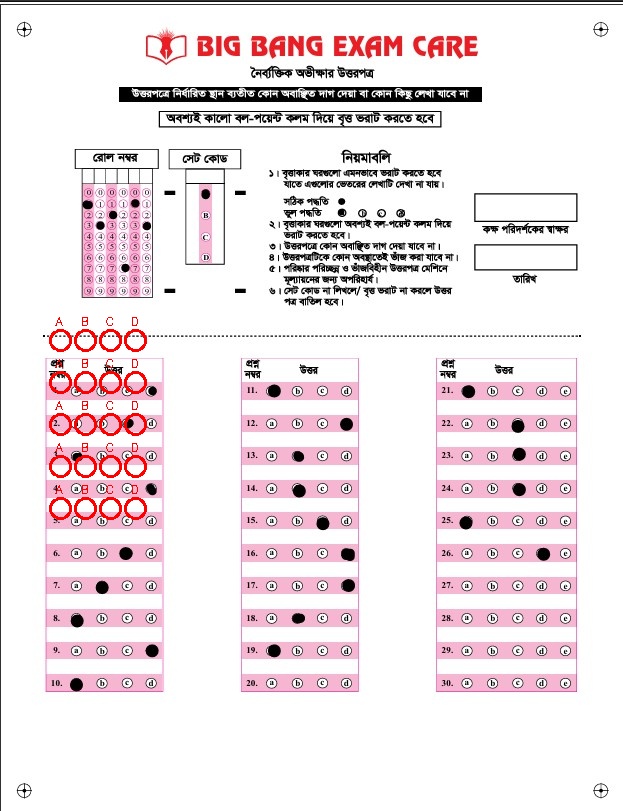 BIG BANG EXAM CARE
নৈর্ব্যক্তিক অভীক্ষার উত্তরপত্র
উত্তরপত্রে নির্ধারিত স্থান ব্যতীত কোন অবাঞ্ছিত দাগ দেয়া বা কোন কিছু লেখা যাবে না
অবশ্যই কালো বল-পয়েন্ট কলম দিয়ে বৃত্ত ভরাট করতে হবে
রোল নম্বর
সেট কোড
B
C
D
নিয়মাবলি
১। বৃত্তাকার ঘরগুলো এমনভাবে ভরাট করতে হবে
যাতে এগুলোর ভেতরের লেখাটি দেখা না যায়।
সঠিক পদ্ধতি
ভুল পদ্ধতি
২। বৃত্তাকার ঘরগুলো অবশ্যই বল-পয়েন্ট কলম দিয়ে
ভরাট করতে হবে।
৩। উত্তরপত্রে কোন অবাঞ্ছিত দাগ দেয়া যাবে না।
৪। উত্তরপত্রটিকে কোন অবস্থাতেই ভাঁজ করা যাবে না।
৫। পরিষ্কার পরিচ্ছন্ন ও ভাঁজবিহীন উত্তরপত্র মেশিনে
মূল্যায়নের জন্য অপরিহার্য।
৬। সেট কোড না লিখলে/ বৃত্ত ভরাট না করলে উত্তর
পত্র বাতিল হবে।
কক্ষ পরিদর্শকের স্বাক্ষর
তারিখ
A B C D
প্রশ্ন নম্বর উত্তর
A B C D
2.
A B C D
4. a b c
A B C D
5. a b c d
6. a b d
7. a c d
8. b c d
9. a b c
10. b c d
প্রশ্ন নম্বর উত্তর
11. b c d
12. a b c
13. a c d
14. a c d
15. a b d
16. a b c
17. a b c
18. a c d
19. b c d
20. a b c d
প্রশ্ন নম্বর উত্তর
21. b c d e
22. a b d e
23. a b d e
24. a b d e
25. b c d e
26. a b c e
27. a b c d e
28. a b c d e
29. a b c d e
30. a b c d e